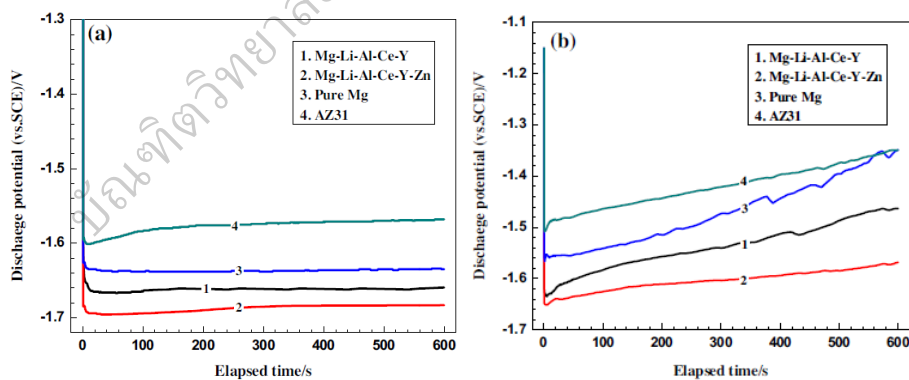 (a)
-1.3
-1.4
-1.5
-1.6
-1.7
0
100
200
300
400
500
600
Dischaege potential (vs.SCE)/V
Elapsed time/s
1. Mg-Li-Al-Ce-Y
2. Mg-Li-Al-Ce-Y-Zn
3. Pure Mg
4. AZ31
4
3
1
2
(b)
-1.1
-1.2
-1.3
-1.4
-1.5
-1.6
-1.7
0
100
200
300
400
500
600
Dischaege potential (vs.SCE)/V
Elapsed time/s
1. Mg-Li-Al-Ce-Y
2. Mg-Li-Al-Ce-Y-Zn
3. Pure Mg
4. AZ31
4
3
1
2